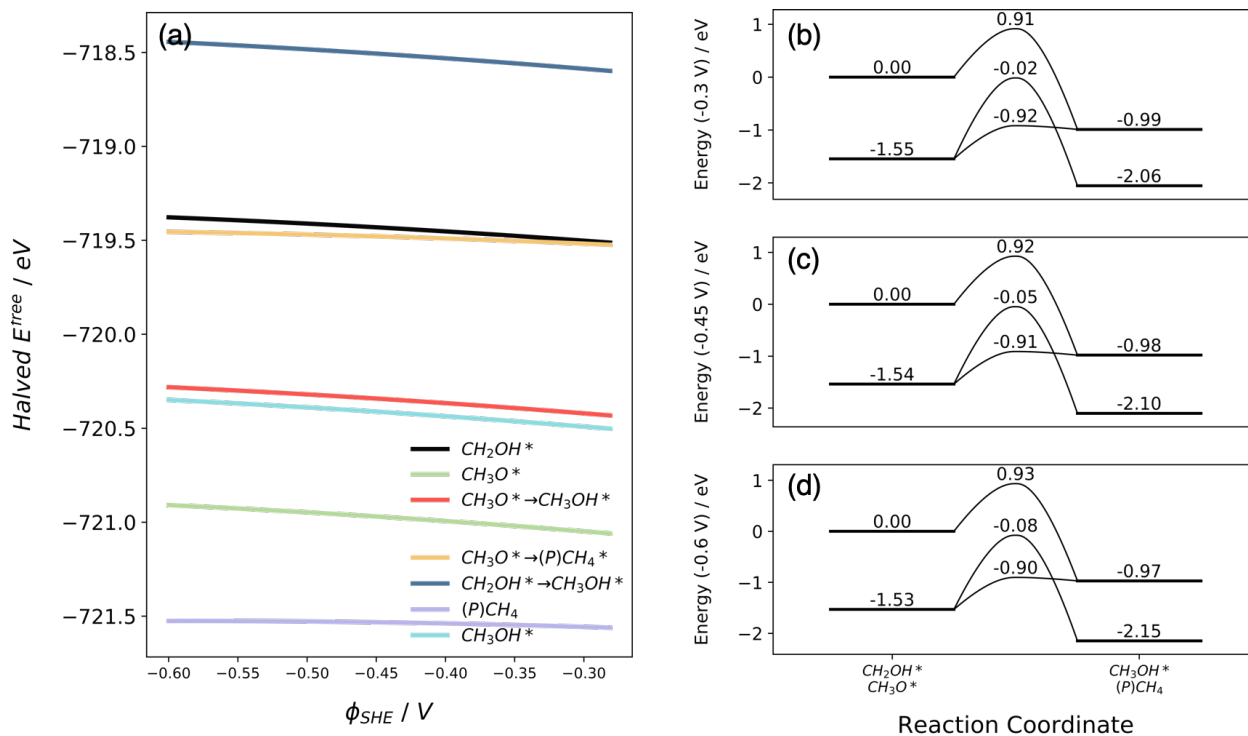 (a)
Halved E^tree / eV
−718.5
−719.0
−719.5
−720.0
−720.5
−721.0
−721.5
CH₂OH*
CH₃O*
CH₃O*→CH₃OH*
CH₃O*→(P)CH₄*
CH₂OH*→CH₃OH*
(P)CH₄
CH₃OH*
−0.60 −0.55 −0.50 −0.45 −0.40 −0.35 −0.30
ϕ_SHE / V
(b)
Energy (-0.3 V) / eV
1
0
−1
−2
0.91
0.00
-0.02
-0.92
-0.99
-1.55
-2.06
(c)
Energy (-0.45 V) / eV
1
0
−1
−2
0.92
0.00
-0.05
-0.91
-0.98
-1.54
-2.10
(d)
Energy (-0.6 V) / eV
1
0
−1
−2
0.93
0.00
-0.08
-0.90
-0.97
-1.53
-2.15
CH₂OH*
CH₃O*
CH₃OH*
(P)CH₄
Reaction Coordinate